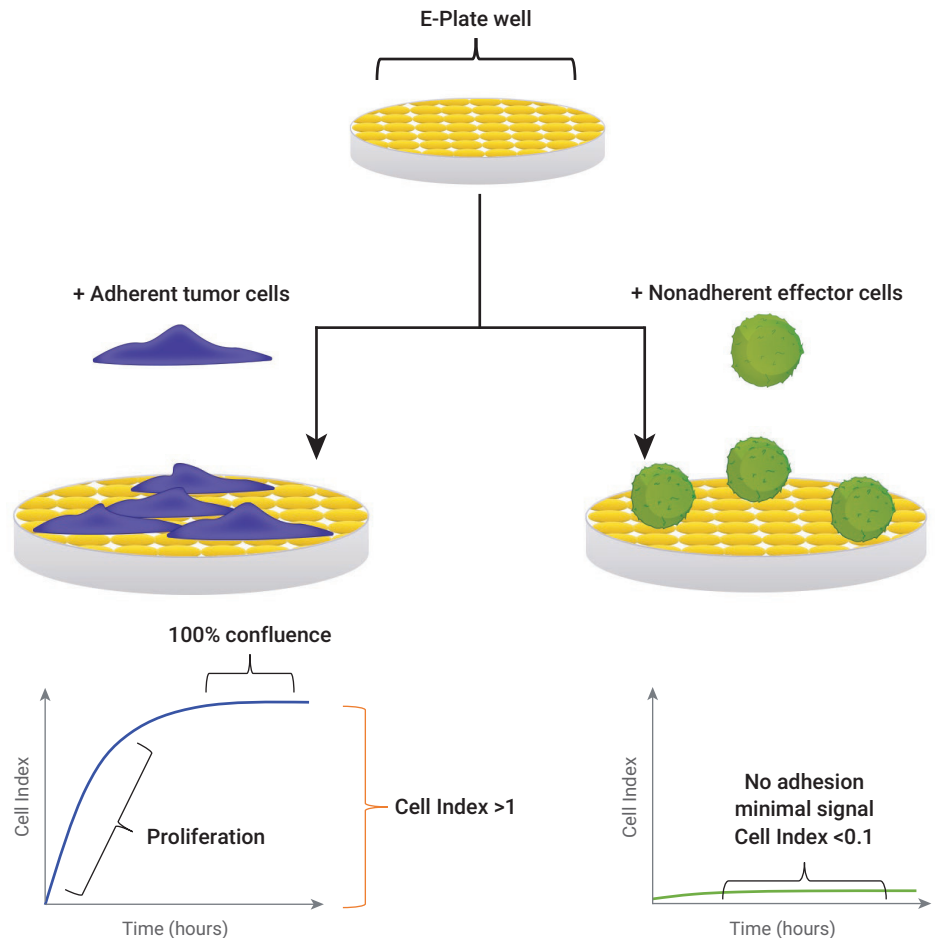 E-Plate well
+ Adherent tumor cells
+ Nonadherent effector cells
100% confluence
Cell Index
Proliferation
Cell Index >1
Time (hours)
Cell Index
No adhesion
minimal signal
Cell Index <0.1
Time (hours)